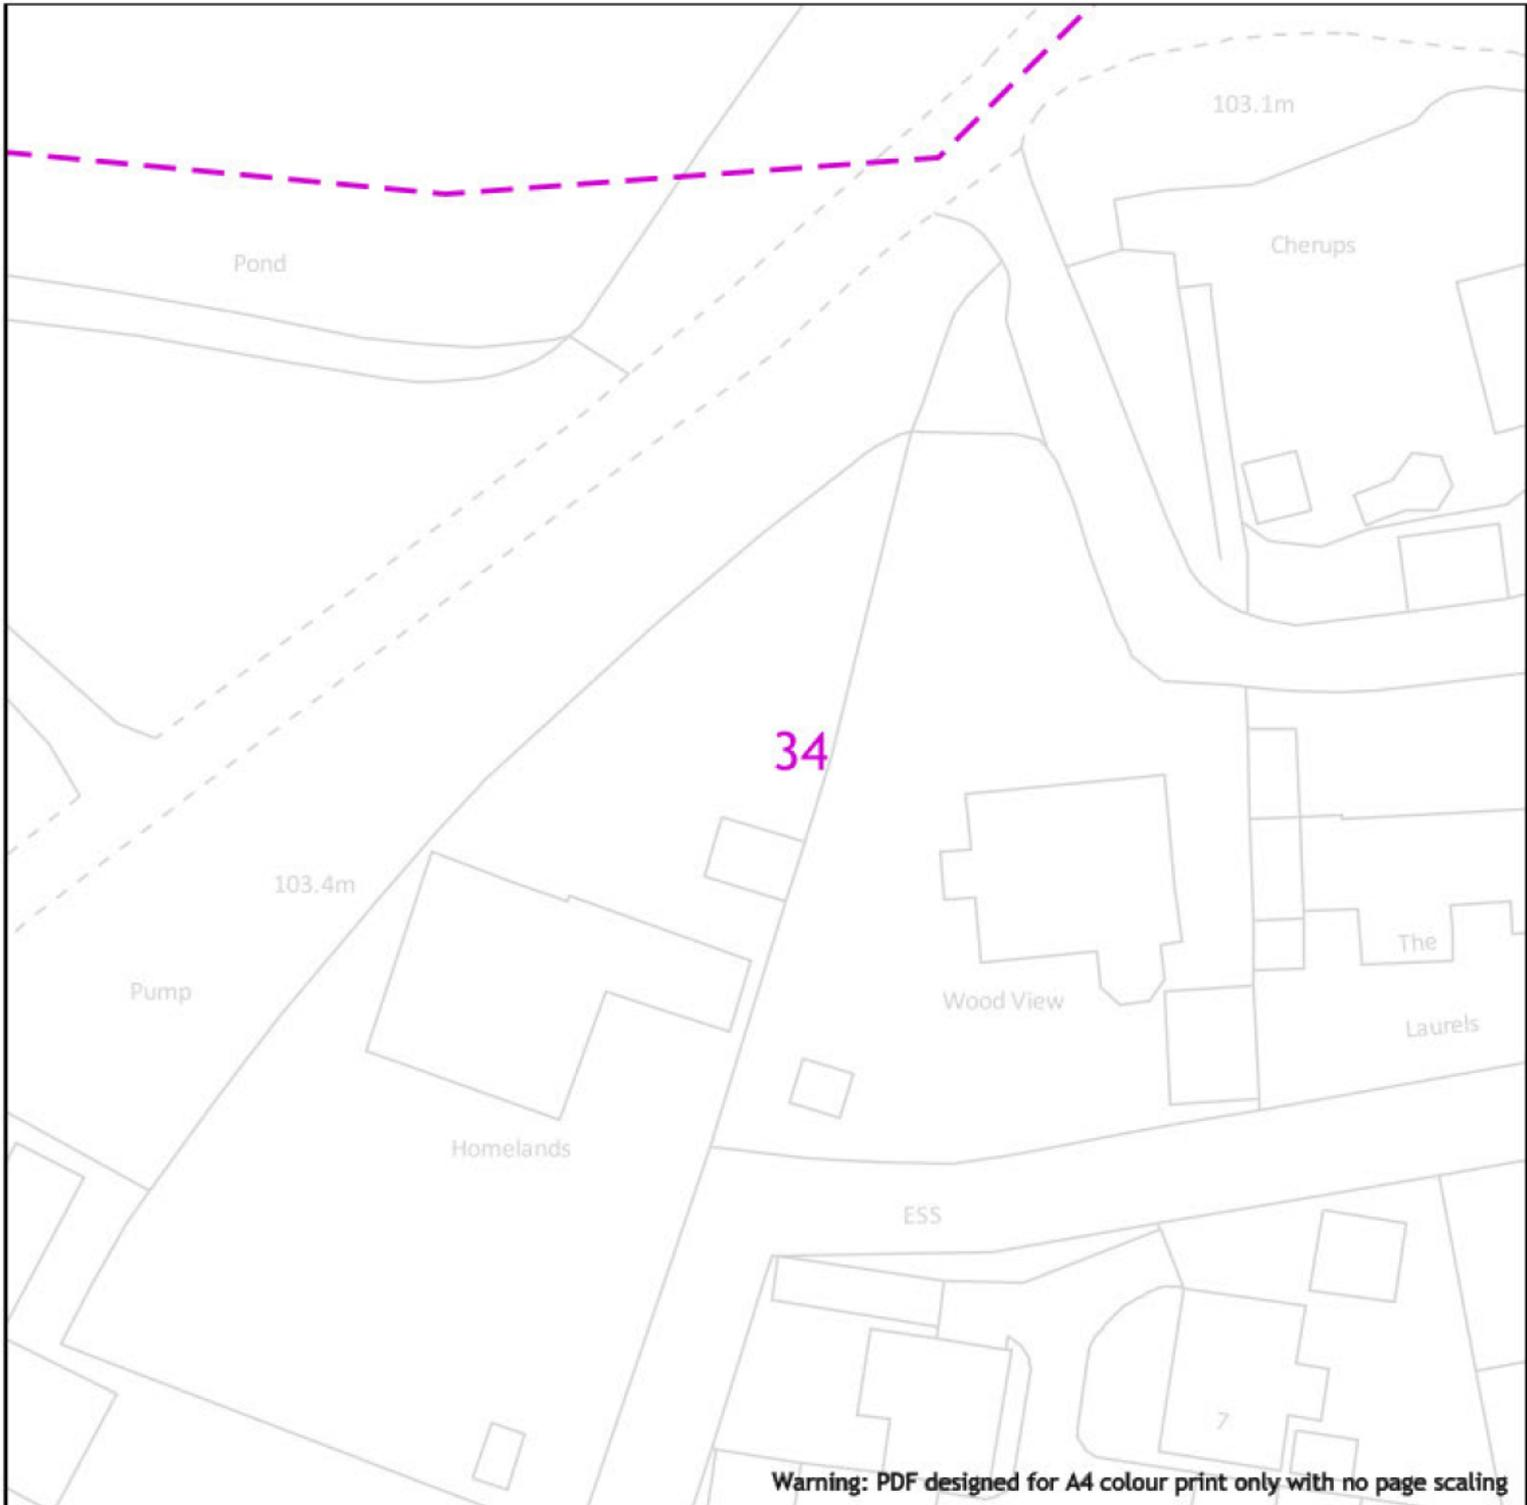 103.1m
Cherups
Pond
34
103.4m
The
Pump
Wood View
Laurels
Homelands
ESS
7
Warning: PDF designed for A4 colour print only with no page scaling